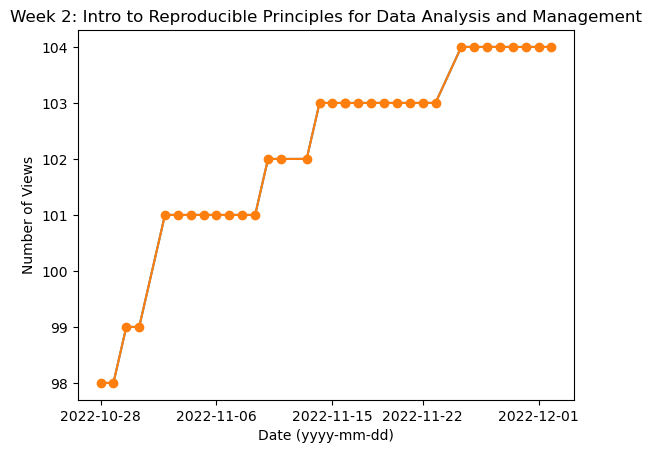 Week 2: Intro to Reproducible Principles for Data Analysis and Management
104
103
102
101
100
99
98
Number of Views
2022-10-28 2022-11-06 2022-11-15 2022-11-22 2022-12-01
Date (yyyy-mm-dd)